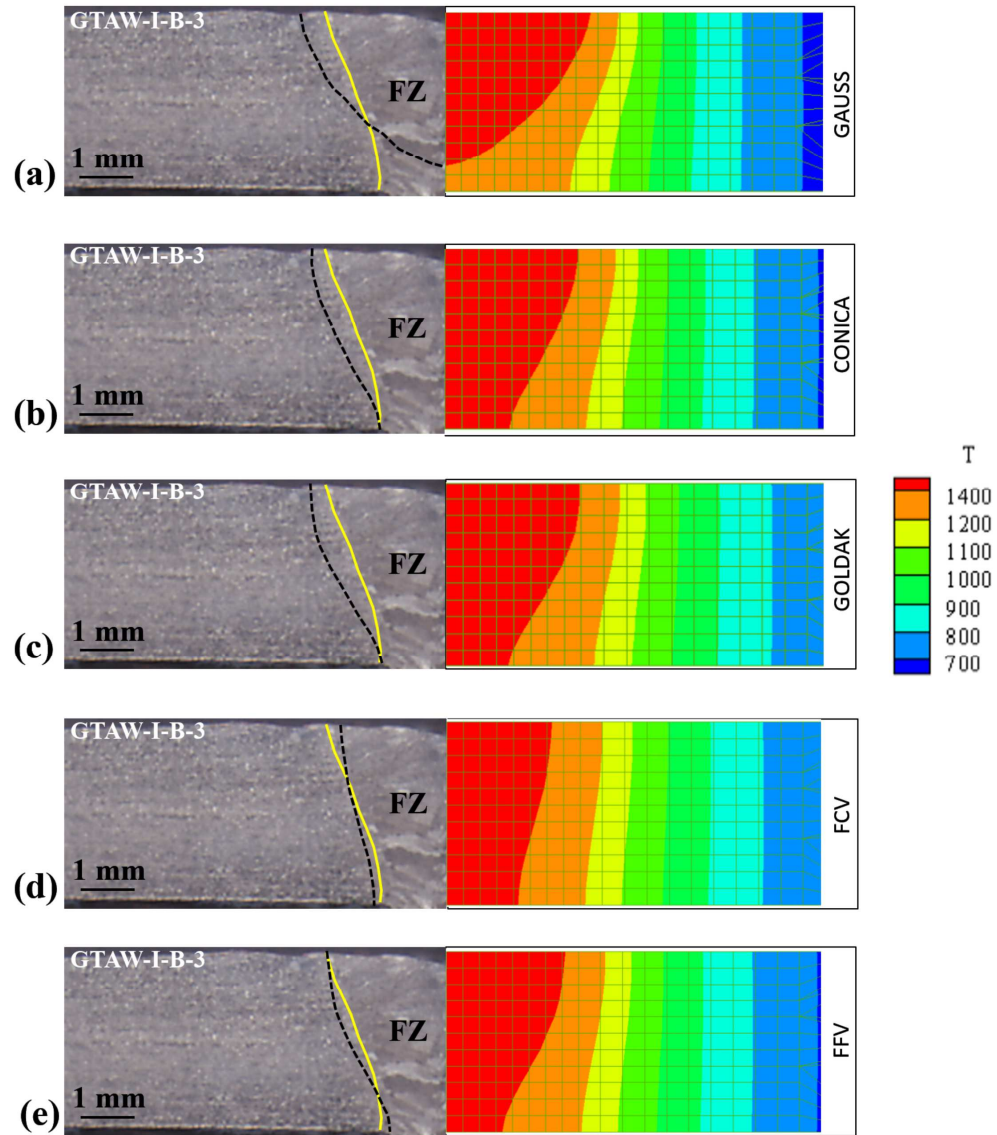 GTAW-I-B-3
FZ
1 mm
(a)
GAUSS
GTAW-I-B-3
FZ
1 mm
(b)
CONICA
GTAW-I-B-3
FZ
1 mm
(c)
GOLDAK
T
1400
1200
1100
1000
900
800
700
GTAW-I-B-3
FZ
1 mm
(d)
FCV
GTAW-I-B-3
FZ
1 mm
(e)
FFV